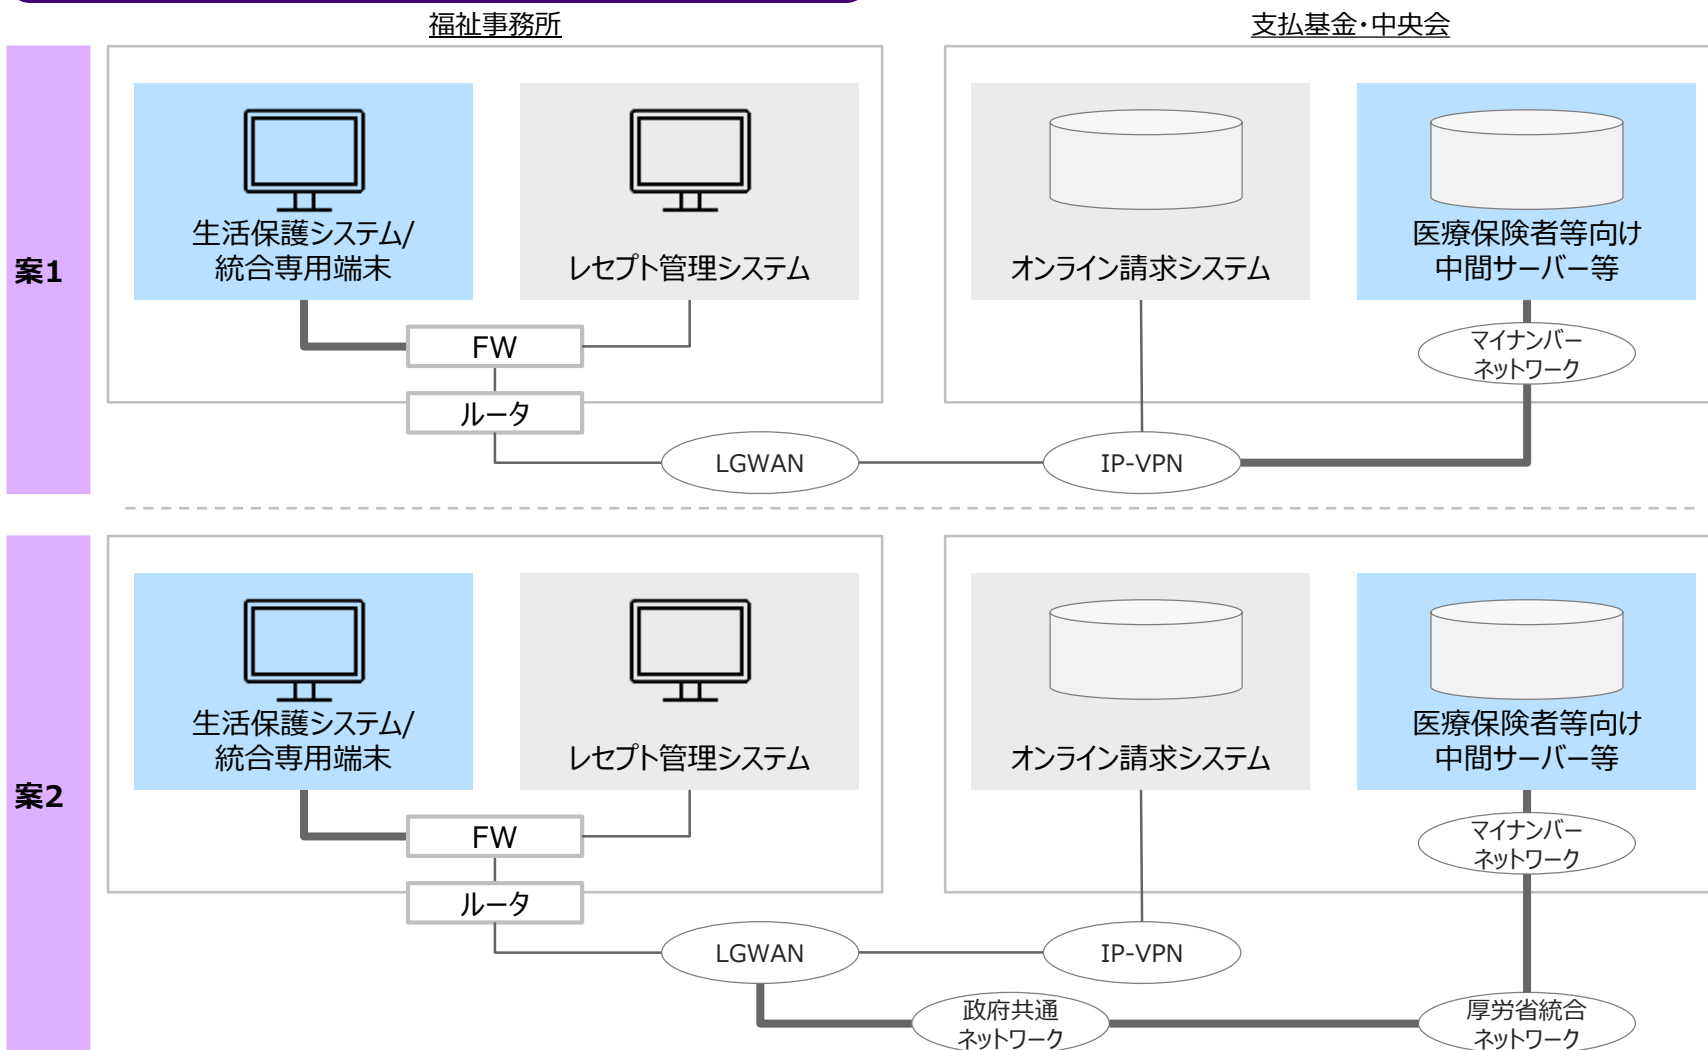 福祉事務所
支払基金・中央会
案1
生活保護システム/
統合専用端末
レセプト管理システム
オンライン請求システム
医療保険者等向け
中間サーバー等
FW
ルータ
マイナンバー
ネットワーク
LGWAN
IP-VPN
案2
生活保護システム/
統合専用端末
レセプト管理システム
オンライン請求システム
医療保険者等向け
中間サーバー等
FW
ルータ
マイナンバー
ネットワーク
LGWAN
IP-VPN
政府共通
ネットワーク
厚労省統合
ネットワーク